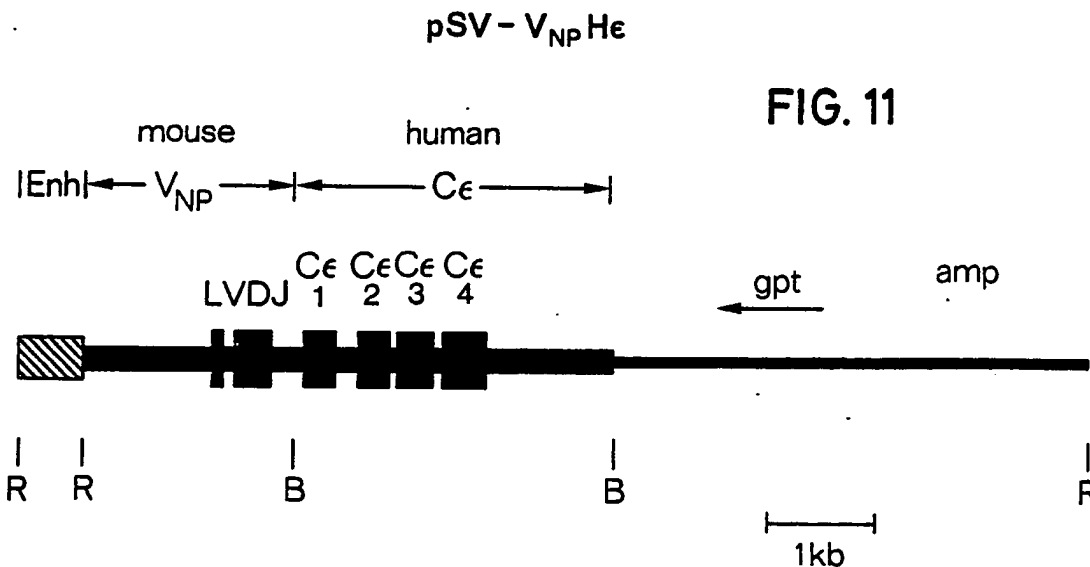 pSV – V_NP Hε
FIG. 11
mouse human
|Enh| V_NP Cε
LVDJ Cε 1 Cε 2 Cε 3 Cε 4
gpt amp
R R B B R
1kb